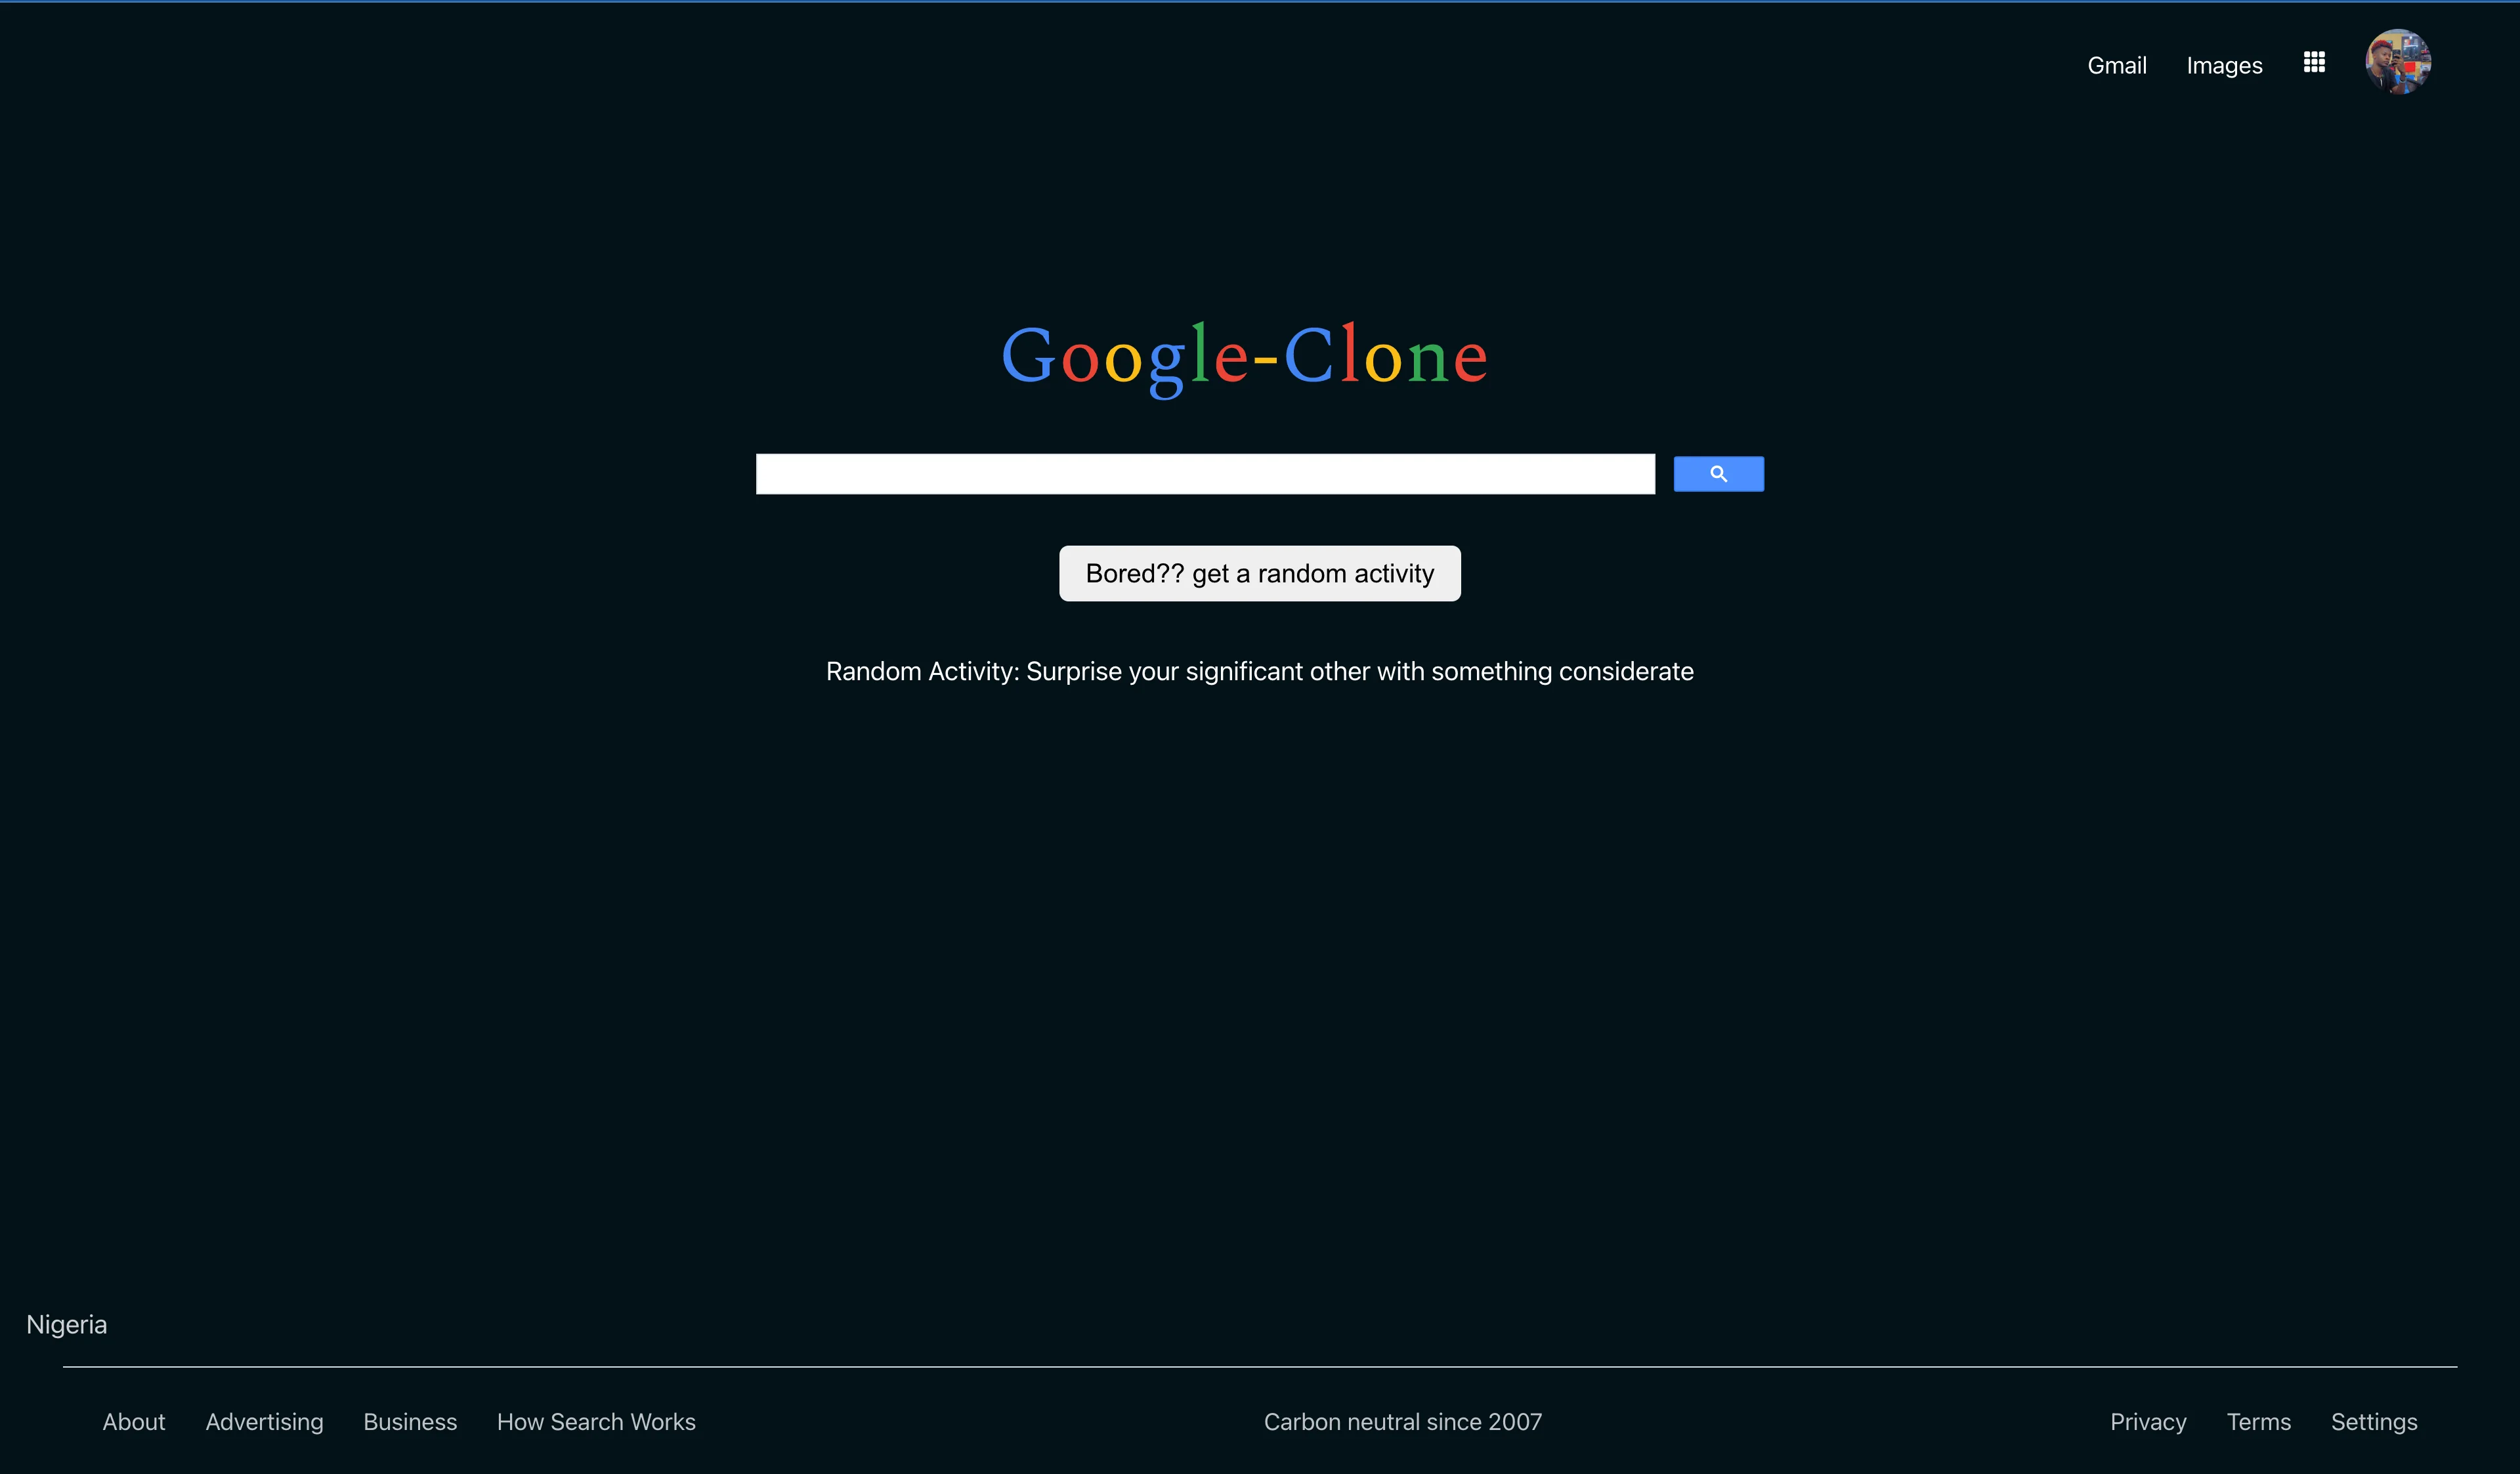 Gmail Images
Google-Clone
Bored?? get a random activity
Random Activity: Surprise your significant other with something considerate
Nigeria
About Advertising Business How Search Works Carbon neutral since 2007 Privacy Terms Settings